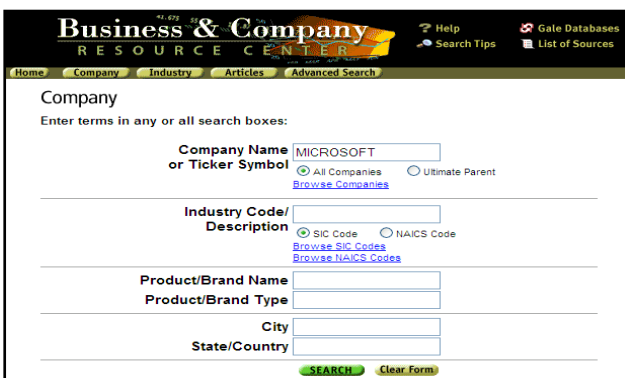 Business & Company
RESOURCE CENTER
? Help
Gale Databases
Search Tips
List of Sources
Home
Company
Industry
Articles
Advanced Search
Company
Enter terms in any or all search boxes:
Company Name MICROSOFT
or Ticker Symbol
All Companies Ultimate Parent
Browse Companies
Industry Code/
Description
SIC Code NAICS Code
Browse SIC Codes
Browse NAICS Codes
Product/Brand Name
Product/Brand Type
City
State/Country
SEARCH Clear Form